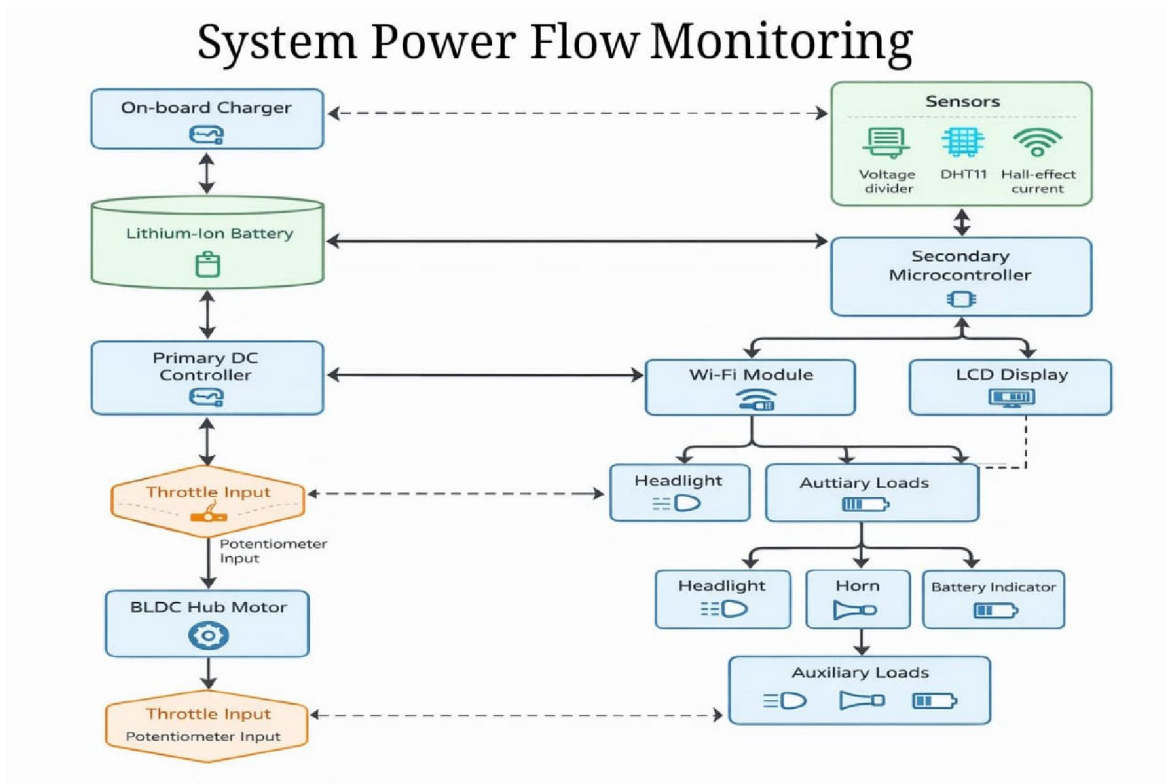 System Power Flow Monitoring
On-board Charger
Sensors
Voltage
divider
DHT11
Hall-effect
current
Lithium-Ion Battery
Secondary
Microcontroller
Primary DC
Controller
Wi-Fi Module
LCD Display
Throttle Input
Headlight
Auttiary Loads
Potentiometer
Input
Headlight
Horn
Battery Indicator
BLDC Hub Motor
Auxiliary Loads
Throttle Input
Potentiometer Input